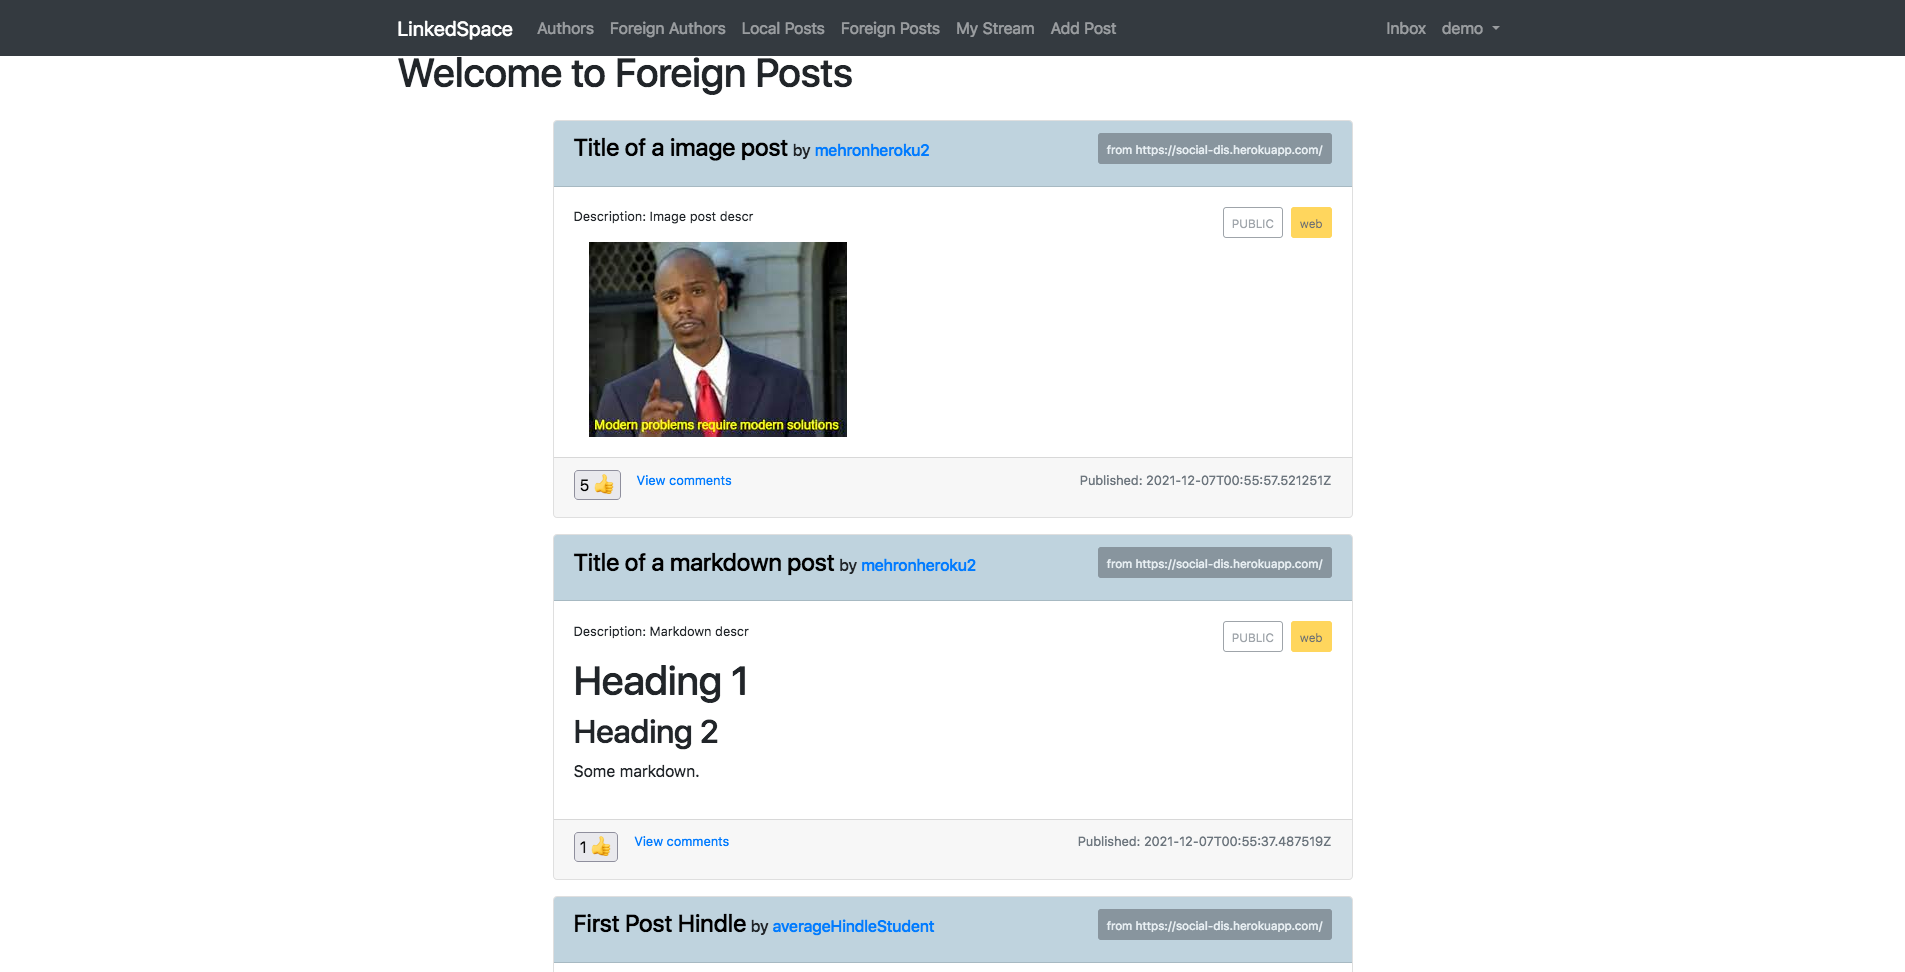 LinkedSpace Authors Foreign Authors Local Posts Foreign Posts My Stream Add Post Inbox demo
Welcome to Foreign Posts
Title of a image post by mehronheroku2 from https://social-dis.herokuapp.com/
Description: Image post descr PUBLIC web
Modern problems require modern solutions
5 👍 View comments Published: 2021-12-07T00:55:57.521251Z
Title of a markdown post by mehronheroku2 from https://social-dis.herokuapp.com/
Description: Markdown descr PUBLIC web
Heading 1
Heading 2
Some markdown.
1 👍 View comments Published: 2021-12-07T00:55:37.487519Z
First Post Hindle by averageHindleStudent from https://social-dis.herokuapp.com/